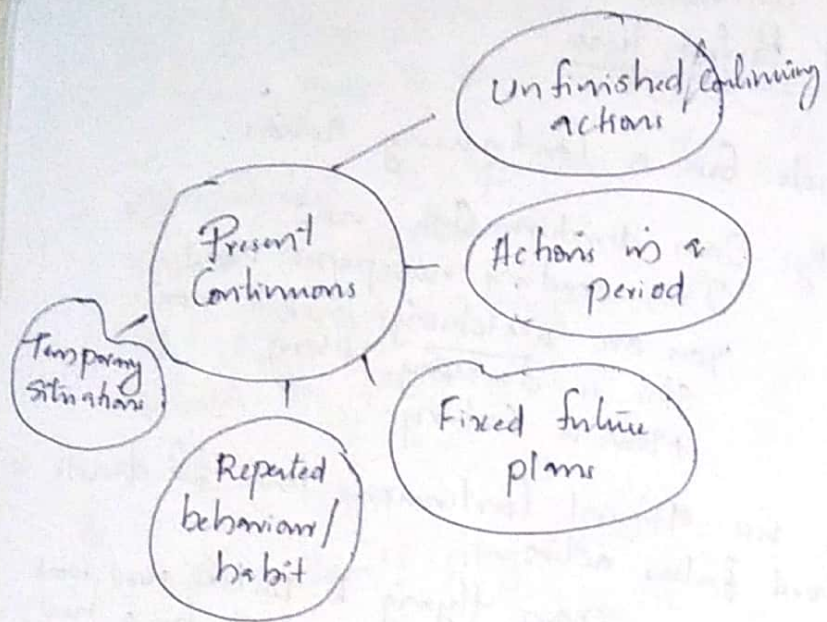 Unfinished, Continuing
actions
Present
Continuous
Actions in a
period
Temporary
situations
Fixed future
plans
Repeated
behaviour/
habit